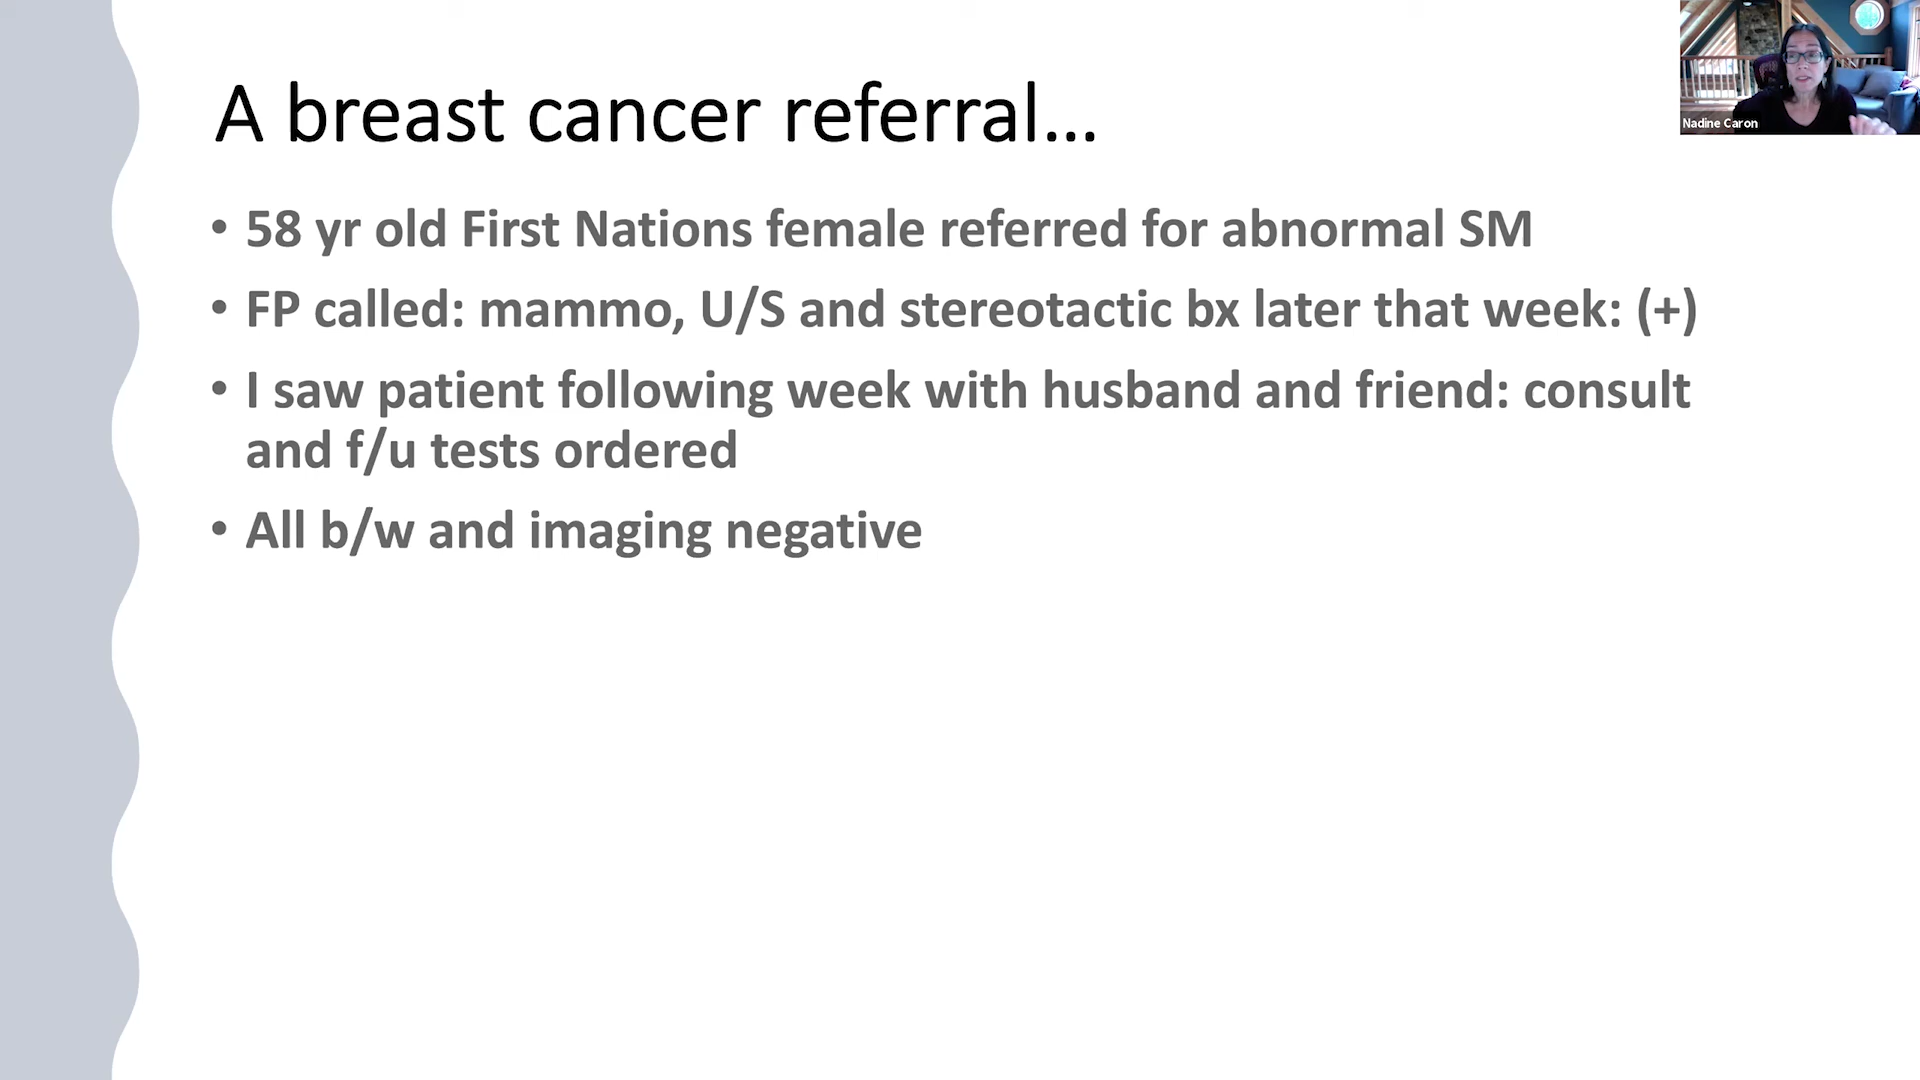 A breast cancer referral...
• 58 yr old First Nations female referred for abnormal SM
• FP called: mammo, U/S and stereotactic bx later that week: (+)
• I saw patient following week with husband and friend: consult
and f/u tests ordered
• All b/w and imaging negative
Nadine Caron